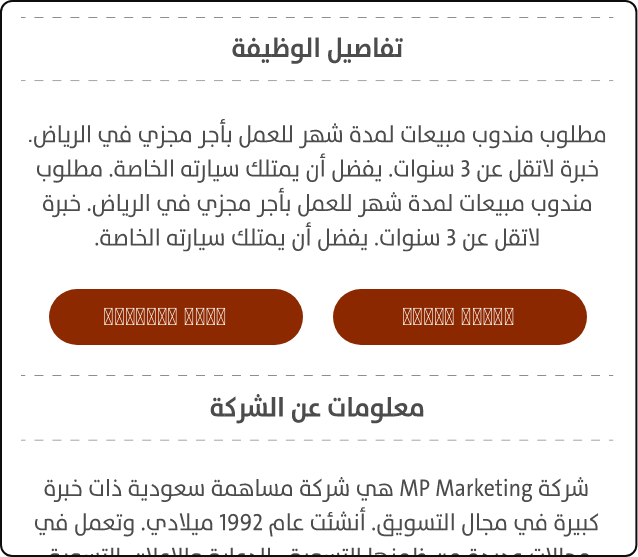 تفاصيل الوظيفة
مطلوب مندوب مبيعات لمدة شهر للعمل بأجر مجزي في الرياض.
خبرة لاتقل عن 3 سنوات. يفضل أن يمتلك سيارته الخاصة. مطلوب
مندوب مبيعات لمدة شهر للعمل بأجر مجزي في الرياض. خبرة
لاتقل عن 3 سنوات. يفضل أن يمتلك سيارته الخاصة.
معلومات عن الشركة
شركة MP Marketing هي شركة مساهمة سعودية ذات خبرة
كبيرة في مجال التسويق. أنشئت عام 1992 ميلادي. وتعمل في